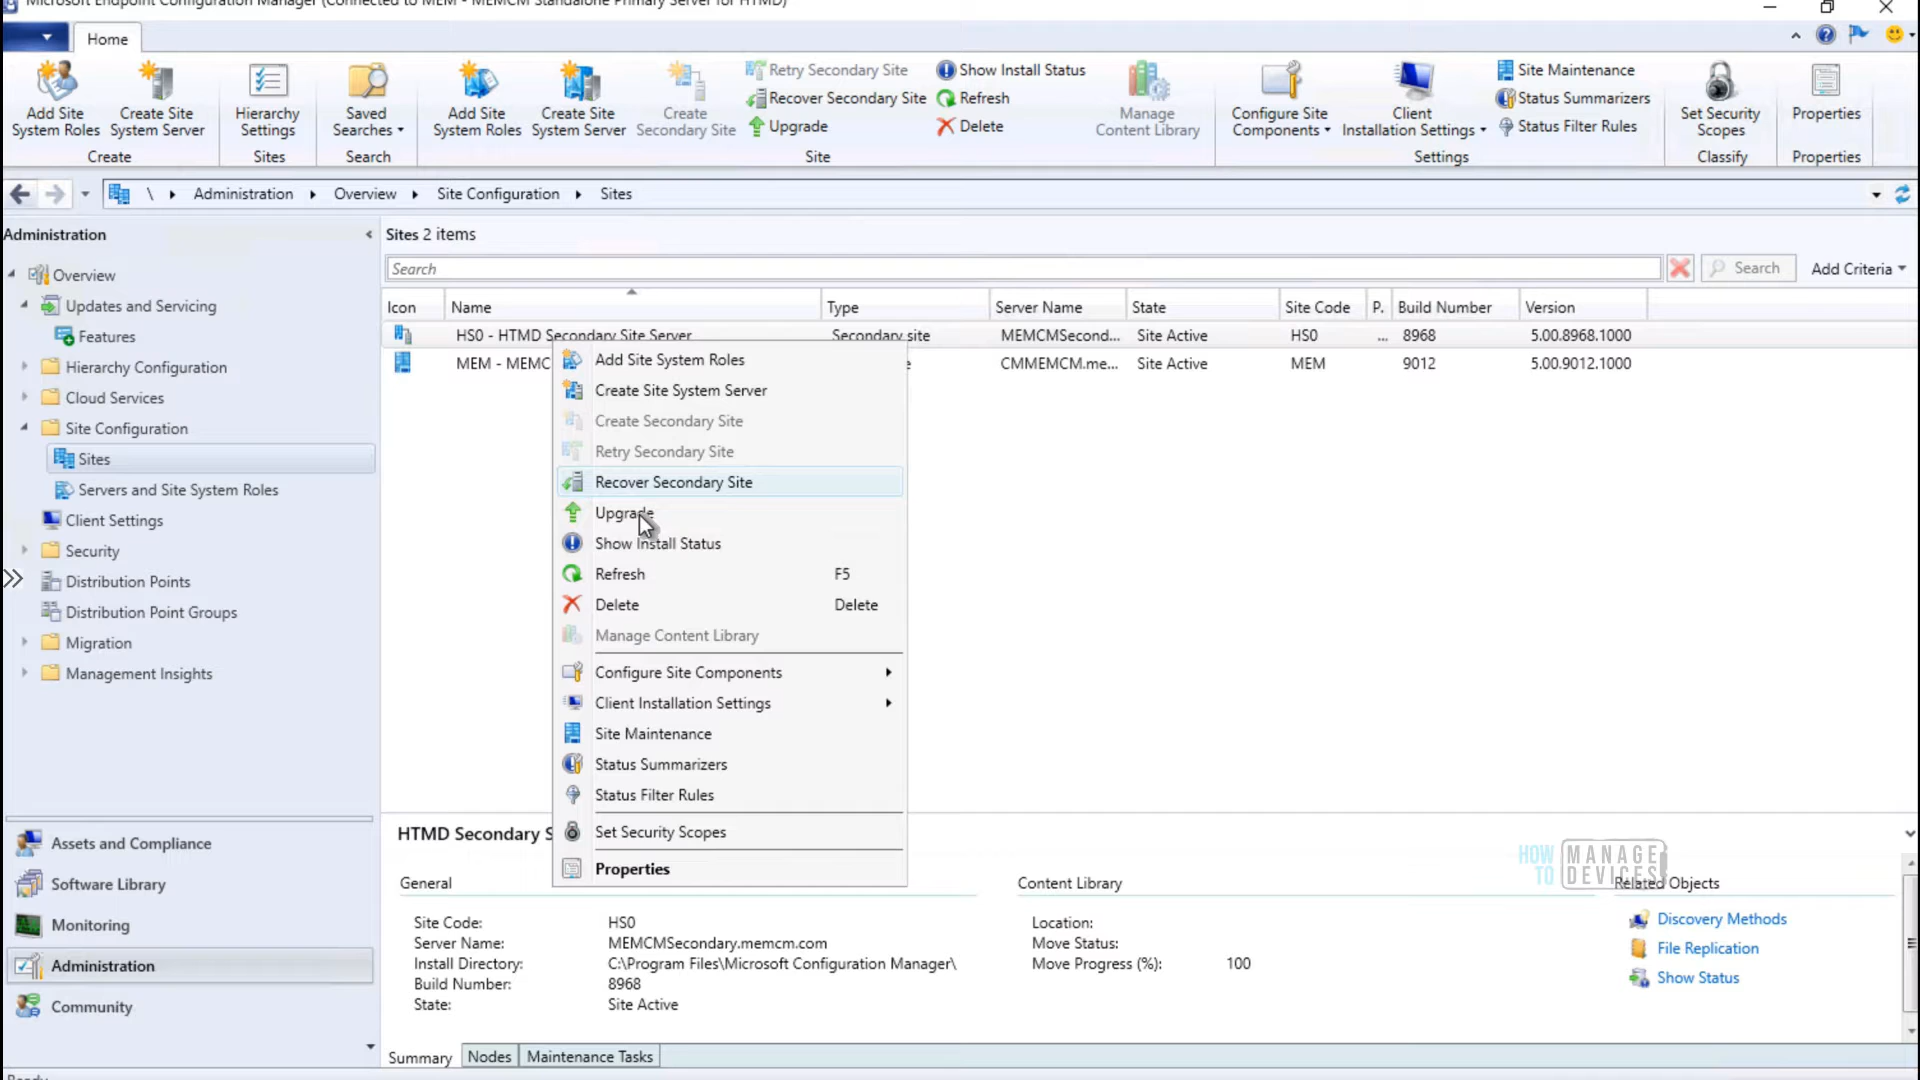 Microsoft Endpoint Configuration Manager (Connected to MEM - MEMCM Standalone Primary Server for HTMD)
Home
Add Site System Roles
Create Site System Server
Create
Hierarchy Settings
Sites
Saved Searches
Search
Add Site System Roles
Create Site System Server
Create Secondary Site
Retry Secondary Site
Recover Secondary Site
Upgrade
Show Install Status
Refresh
Delete
Manage Content Library
Site
Configure Site Components
Client Installation Settings
Site Maintenance
Status Summarizers
Status Filter Rules
Settings
Set Security Scopes
Classify
Properties
Properties
\ Administration Overview Site Configuration Sites
Administration
Overview
Updates and Servicing
Features
Hierarchy Configuration
Cloud Services
Site Configuration
Sites
Servers and Site System Roles
Client Settings
Security
Distribution Points
Distribution Point Groups
Migration
Management Insights
Assets and Compliance
Software Library
Monitoring
Administration
Community
Sites 2 items
Search
Search
Add Criteria
Icon Name Type Server Name State Site Code P. Build Number Version
HS0 - HTMD Secondary Site Server Secondary site MEMCMSecond... Site Active HS0 ... 8968 5.00.8968.1000
MEM - MEMC CMMEMCM.me... Site Active MEM 9012 5.00.9012.1000
Add Site System Roles
Create Site System Server
Create Secondary Site
Retry Secondary Site
Recover Secondary Site
Upgrade
Show Install Status
Refresh F5
Delete Delete
Manage Content Library
Configure Site Components
Client Installation Settings
Site Maintenance
Status Summarizers
Status Filter Rules
Set Security Scopes
Properties
HTMD Secondary S
General
Site Code: HS0
Server Name: MEMCMSecondary.memcm.com
Install Directory: C:\Program Files\Microsoft Configuration Manager\
Build Number: 8968
State: Site Active
Content Library
Location:
Move Status:
Move Progress (%): 100
HOW TO MANAGE DEVICES
Related Objects
Discovery Methods
File Replication
Show Status
Summary Nodes Maintenance Tasks